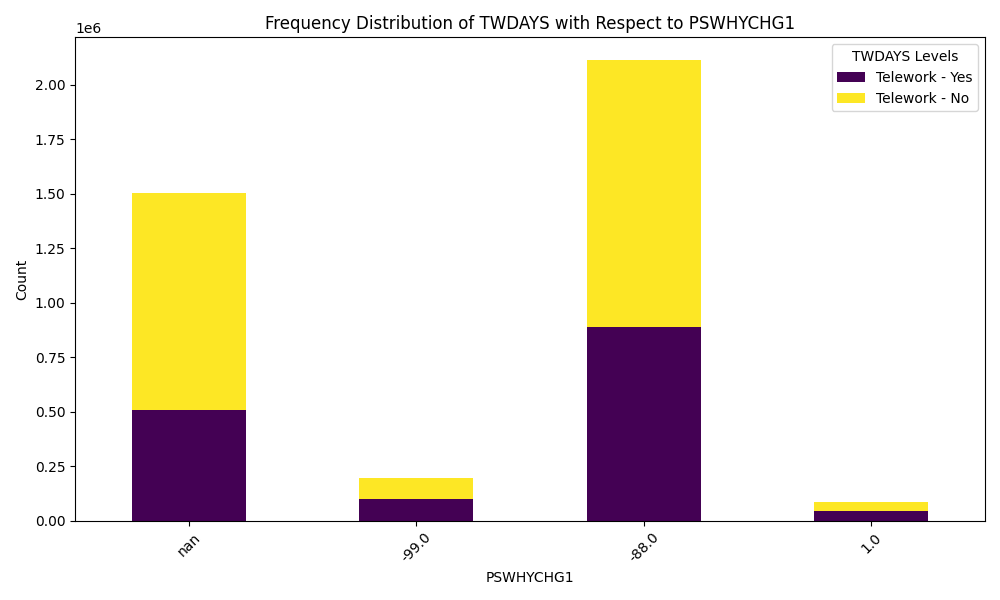 Frequency Distribution of TWDAYS with Respect to PSWHYCHG1
1e6
TWDAYS Levels
Telework - Yes
Telework - No
2.00
1.75
1.50
1.25
1.00
0.75
0.50
0.25
0.00
Count
nan
-99.0
-88.0
1.0
PSWHYCHG1